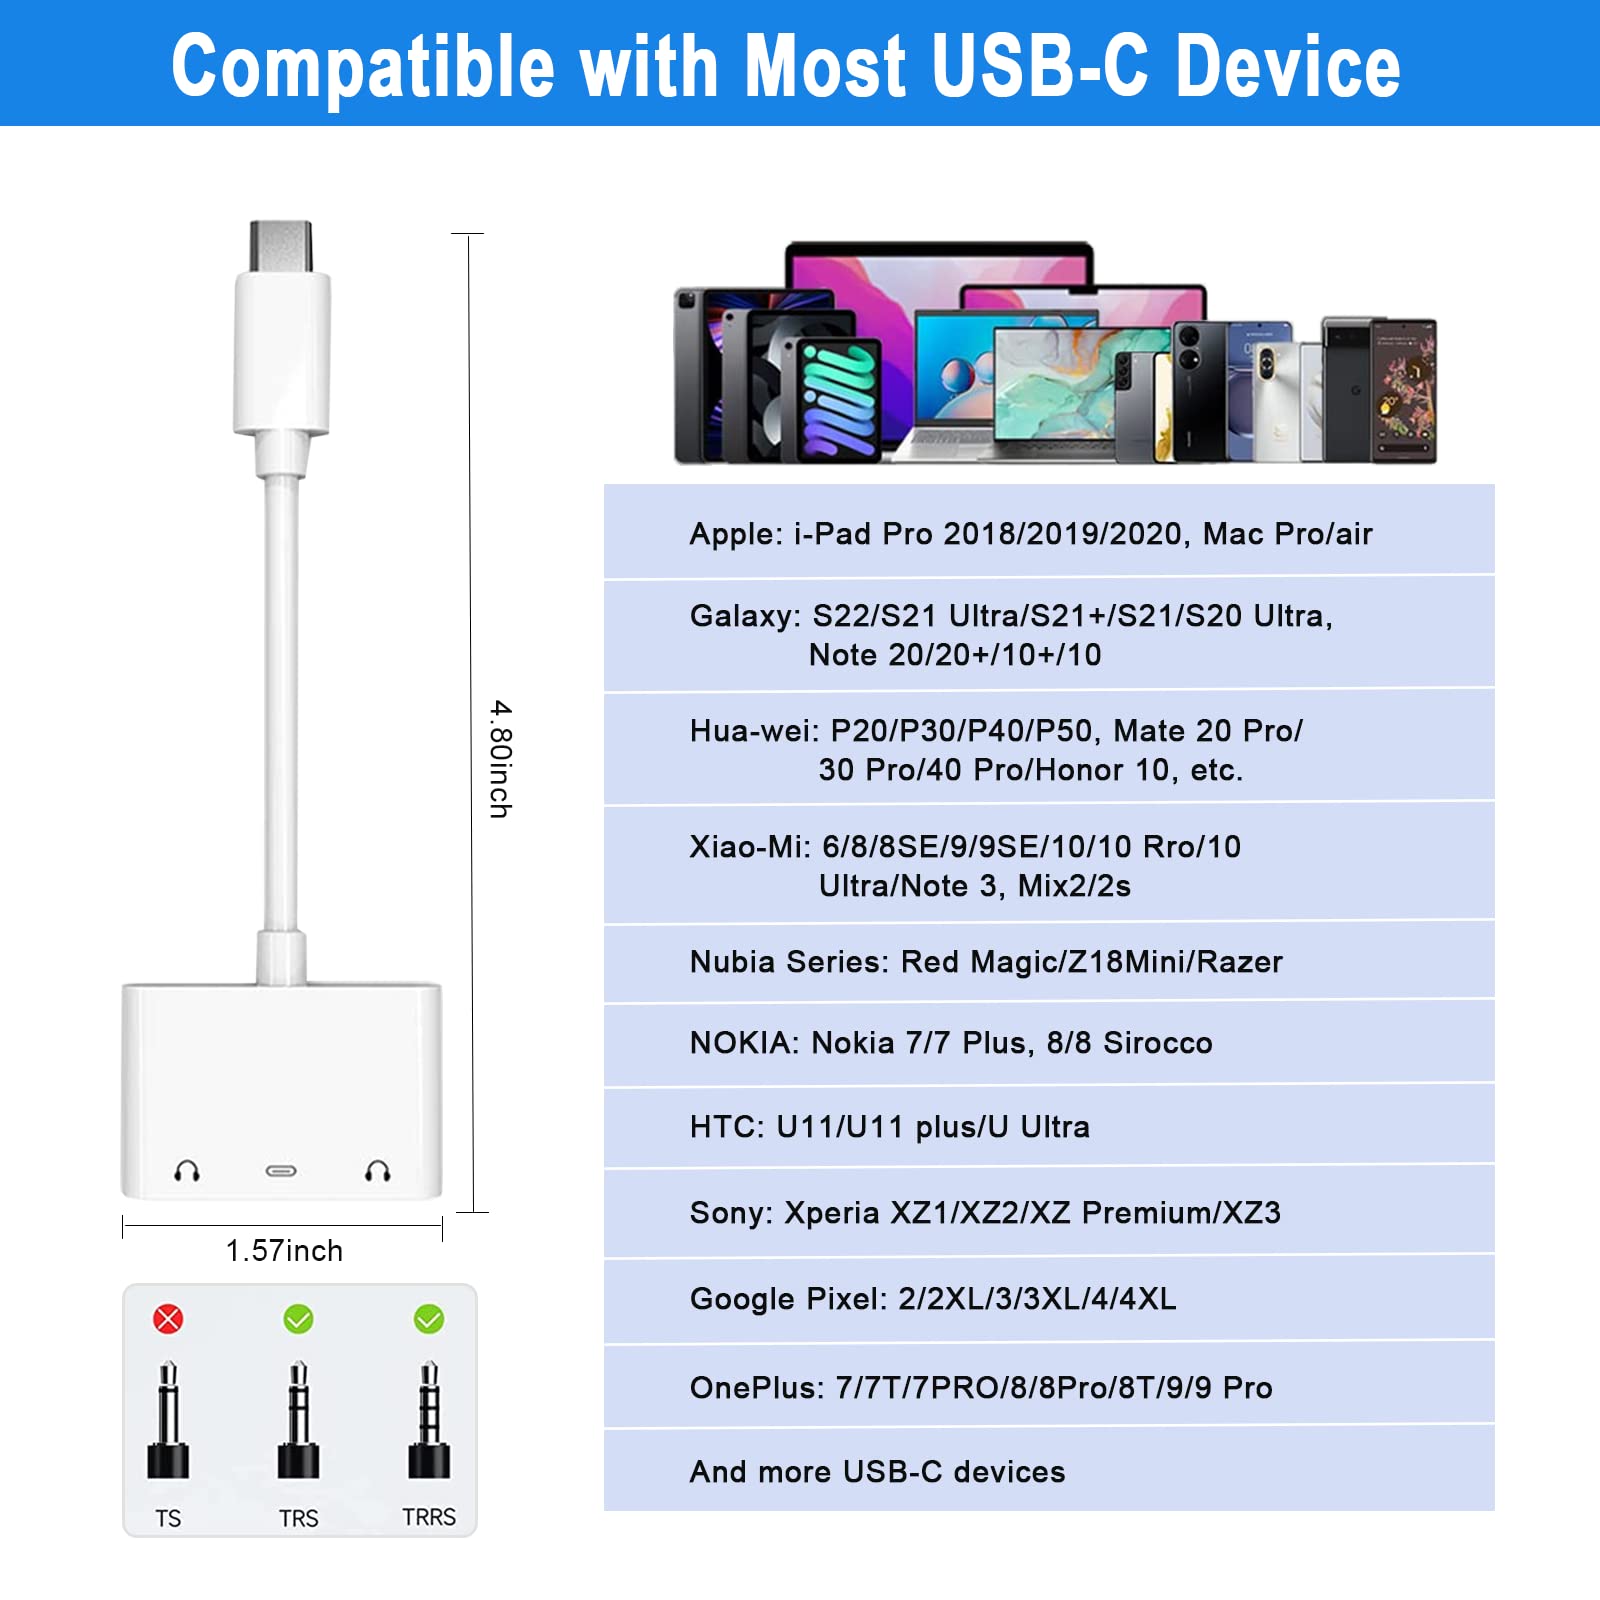 Compatible with Most USB-C Device
4.80inch
1.57inch
TS
TRS
TRRS
Apple: i-Pad Pro 2018/2019/2020, Mac Pro/air
Galaxy: S22/S21 Ultra/S21+/S21/S20 Ultra,
Note 20/20+/10+/10
Hua-wei: P20/P30/P40/P50, Mate 20 Pro/
30 Pro/40 Pro/Honor 10, etc.
Xiao-Mi: 6/8/8SE/9/9SE/10/10 Rro/10
Ultra/Note 3, Mix2/2s
Nubia Series: Red Magic/Z18Mini/Razer
NOKIA: Nokia 7/7 Plus, 8/8 Sirocco
HTC: U11/U11 plus/U Ultra
Sony: Xperia XZ1/XZ2/XZ Premium/XZ3
Google Pixel: 2/2XL/3/3XL/4/4XL
OnePlus: 7/7T/7PRO/8/8Pro/8T/9/9 Pro
And more USB-C devices